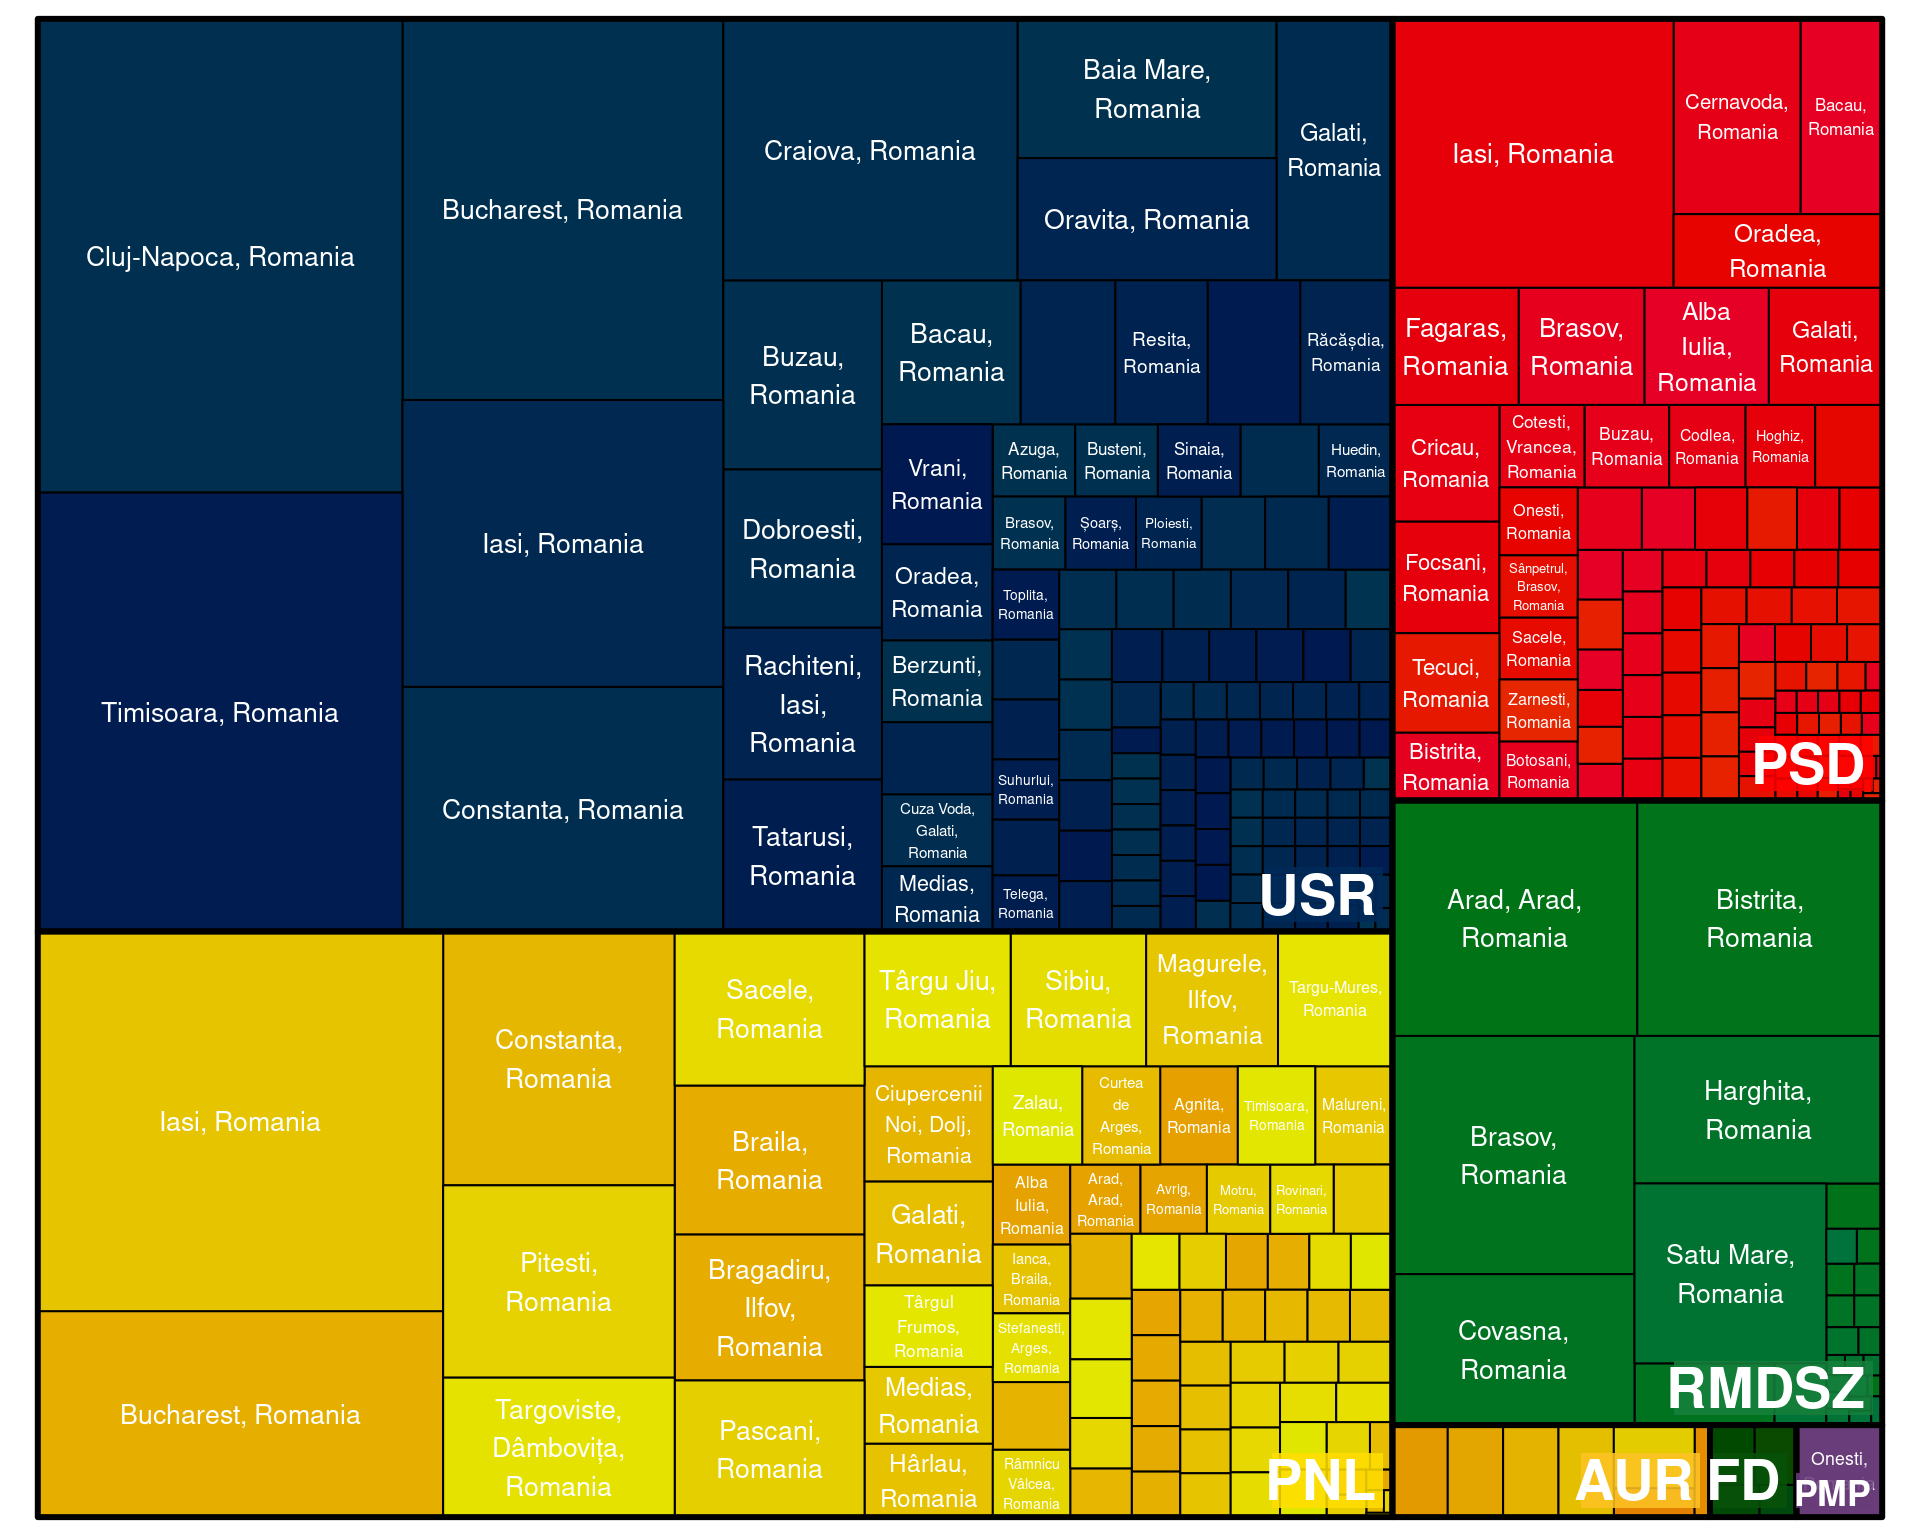 Cluj-Napoca, Romania
Timisoara, Romania
Bucharest, Romania
Iasi, Romania
Constanta, Romania
Craiova, Romania
Baia Mare,
Romania
Oravita, Romania
Galati,
Romania
Buzau,
Romania
Dobroesti,
Romania
Rachiteni,
Iasi,
Romania
Tatarusi,
Romania
Bacau,
Romania
Resita,
Romania
Răcășdia,
Romania
Vrani,
Romania
Oradea,
Romania
Berzunti,
Romania
Cuza Voda,
Galati,
Romania
Medias,
Romania
Azuga,
Romania
Busteni,
Romania
Sinaia,
Romania
Huedin,
Romania
Brasov,
Romania
Șoarș,
Romania
Ploiesti,
Romania
Toplita,
Romania
Suhurlui,
Romania
Telega,
Romania
USR
Iasi, Romania
Cernavoda,
Romania
Bacau,
Romania
Oradea,
Romania
Fagaras,
Romania
Brasov,
Romania
Alba
Iulia,
Romania
Galati,
Romania
Cricau,
Romania
Focsani,
Romania
Tecuci,
Romania
Bistrita,
Romania
Cotesti,
Vrancea,
Romania
Buzau,
Romania
Codlea,
Romania
Hoghiz,
Romania
Onesti,
Romania
Sânpetrul,
Brasov,
Romania
Sacele,
Romania
Zarnesti,
Romania
Botosani,
Romania
PSD
Iasi, Romania
Bucharest, Romania
Constanta,
Romania
Pitesti,
Romania
Targoviste,
Dâmbovița,
Romania
Sacele,
Romania
Braila,
Romania
Bragadiru,
Ilfov,
Romania
Pascani,
Romania
Târgu Jiu,
Romania
Sibiu,
Romania
Magurele,
Ilfov,
Romania
Targu-Mures,
Romania
Ciupercenii
Noi, Dolj,
Romania
Galati,
Romania
Târgul
Frumos,
Romania
Medias,
Romania
Hârlau,
Romania
Zalau,
Romania
Curtea
de
Arges,
Romania
Agnita,
Romania
Timisoara,
Romania
Malureni,
Romania
Alba
Iulia,
Romania
Arad,
Arad,
Romania
Avrig,
Romania
Motru,
Romania
Rovinari,
Romania
Ianca,
Braila,
Romania
Stefanesti,
Arges,
Romania
Râmnicu
Vâlcea,
Romania
PNL
Arad, Arad,
Romania
Bistrita,
Romania
Brasov,
Romania
Harghita,
Romania
Covasna,
Romania
Satu Mare,
Romania
RMDSZ
AUR
FD
Onesti,
PMP